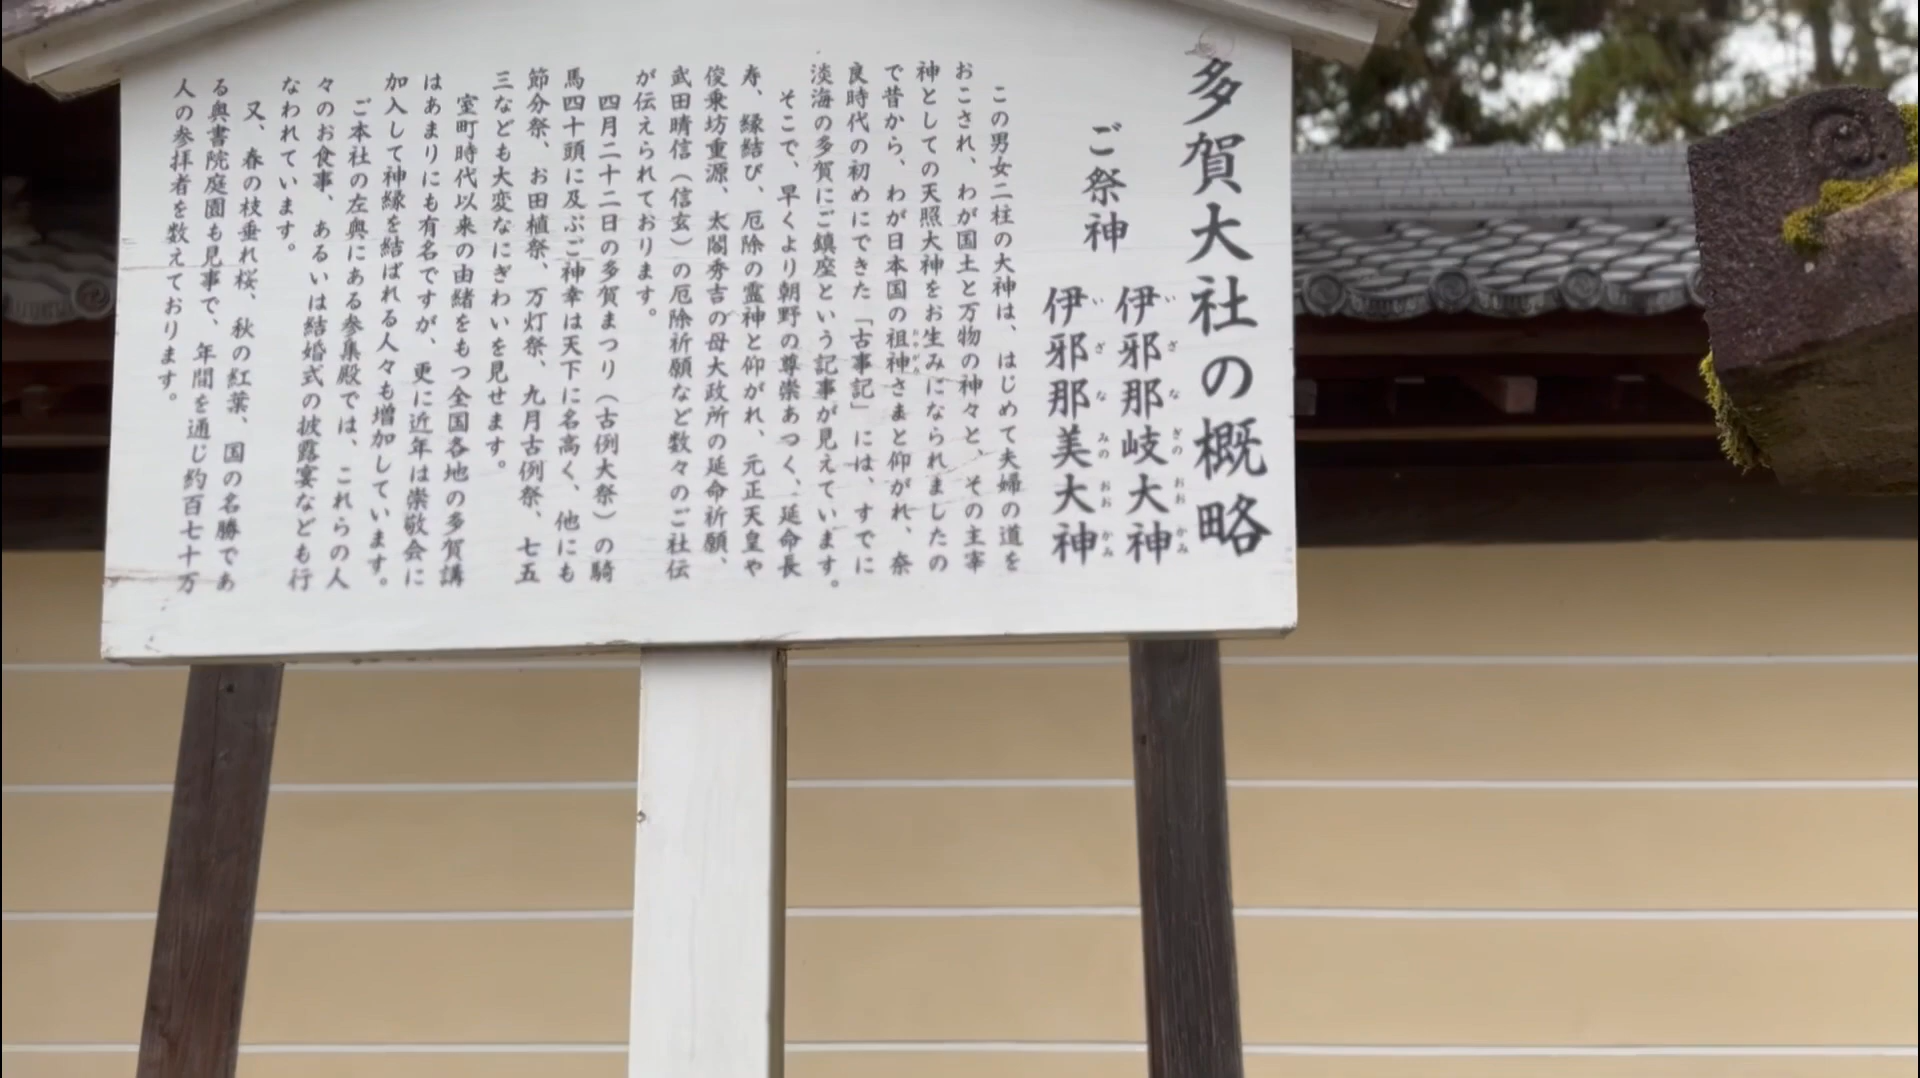 多賀大社の概略
ご祭神
伊邪那岐大神
いざなぎのおおかみ
伊邪那美大神
いざなみのおおかみ
この男女二柱の大神は、はじめて夫婦の道を
おこされ、わが国土と万物の神々と、その主宰
神としての天照大神をお生みになられましたの
で昔から、わが日本国の祖神さまと仰がれ、奈
おやがみ
良時代の初めにできた「古事記」には、すでに
淡海の多賀にご鎮座という記事が見えています。
そこで、早くより朝野の尊崇あつく、延命長
寿、縁結び、厄除の霊神と仰がれ、元正天皇や
俊乗坊重源、太閤秀吉の母大政所の延命祈願、
武田晴信(信玄)の厄除祈願など数々のご社伝
が伝えられております。
四月二十二日の多賀まつり(古例大祭)の騎
馬四十頭に及ぶご神幸は天下に名高く、他にも
節分祭、お田植祭、万灯祭、九月古例祭、七五
三なども大変なにぎわいを見せます。
室町時代以来の由緒をもつ全国各地の多賀講
はあまりにも有名ですが、更に近年は崇敬会に
加入して神縁を結ばれる人々も増加しています。
ご本社の左奥にある参集殿では、これらの人
々のお食事、あるいは結婚式の披露宴なども行
なわれています。
又、春の枝垂れ桜、秋の紅葉、国の名勝であ
る奥書院庭園も見事で、年間を通じ約百七十万
人の参拝者を数えております。